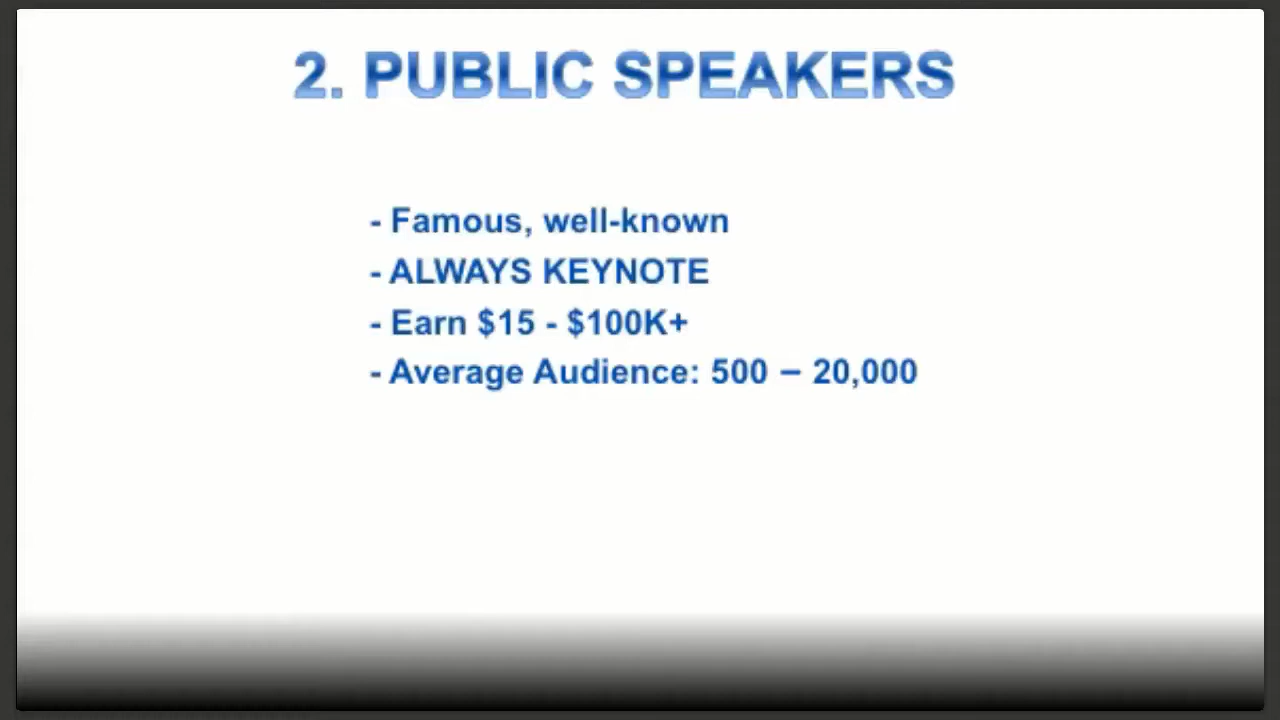 2. PUBLIC SPEAKERS
- Famous, well-known
- ALWAYS KEYNOTE
- Earn $15 - $100K+
- Average Audience: 500 – 20,000